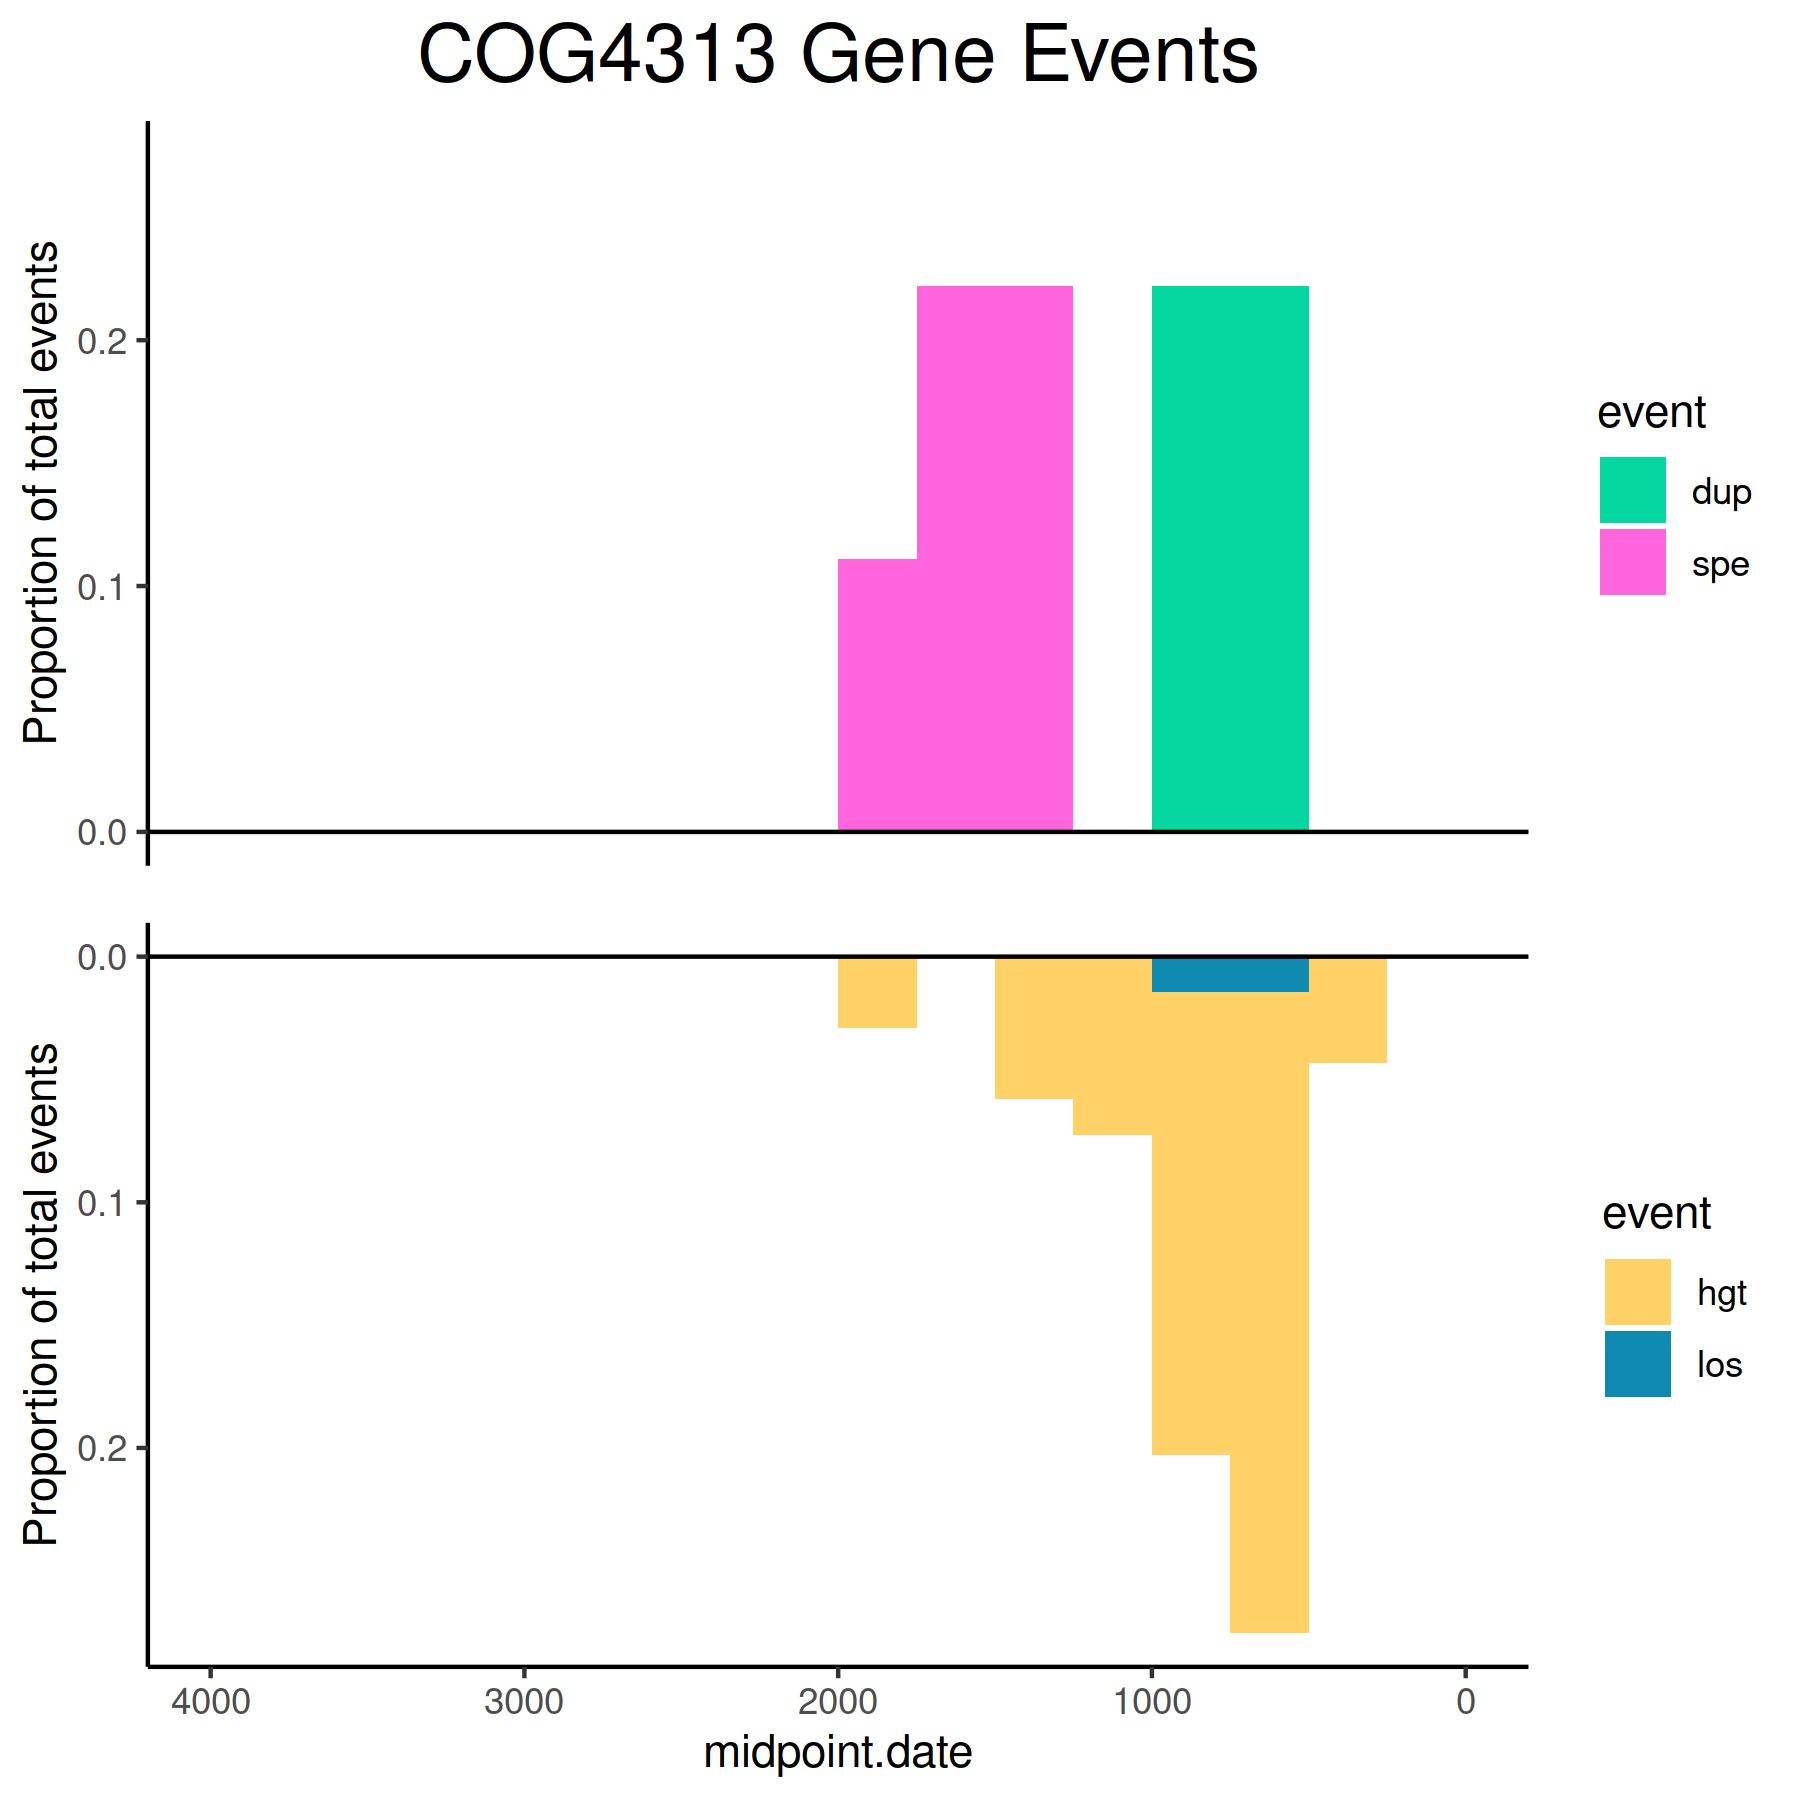 COG4313 Gene Events
Proportion of total events
0.2
0.1
0.0
event
dup
spe
Proportion of total events
0.0
0.1
0.2
event
hgt
los
4000 3000 2000 1000 0
midpoint.date